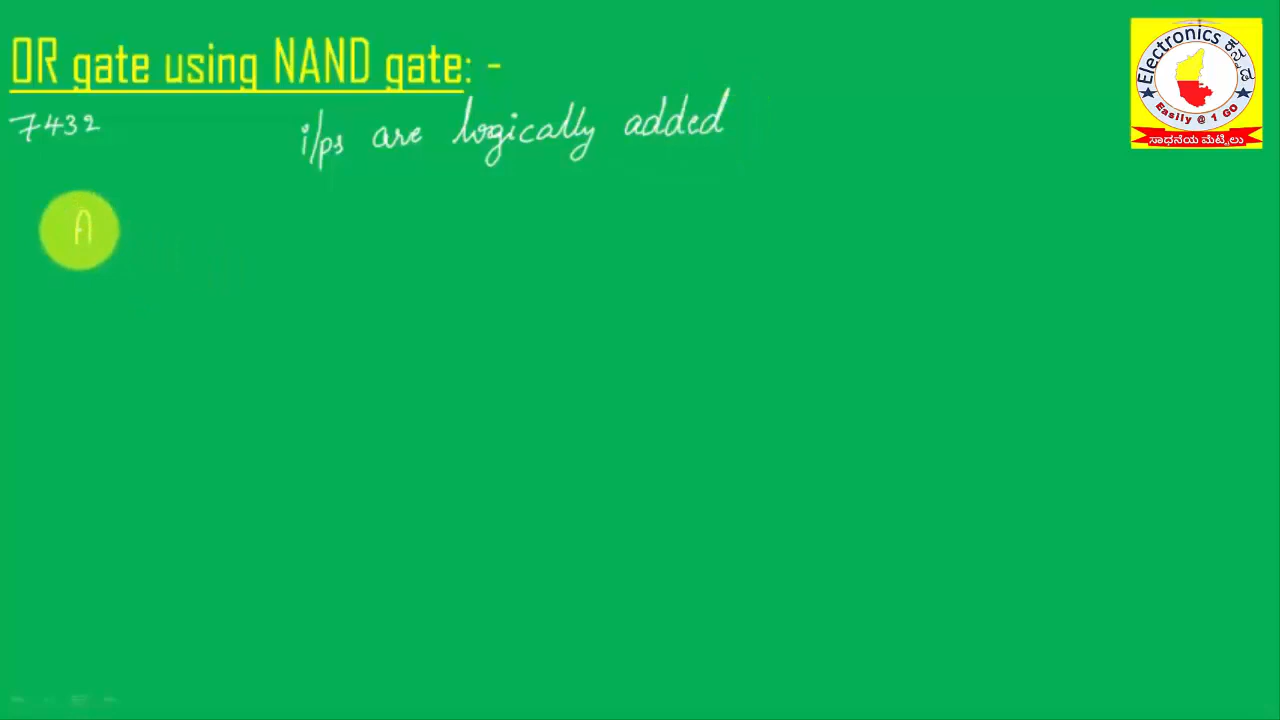 OR gate using NAND gate: -
7432
i/ps are logically added
A
Electronics ಕನ್ನಡ
Easily @ 1 GO
ಸಾಧನೆಯ ಮೆಟ್ಟಿಲು